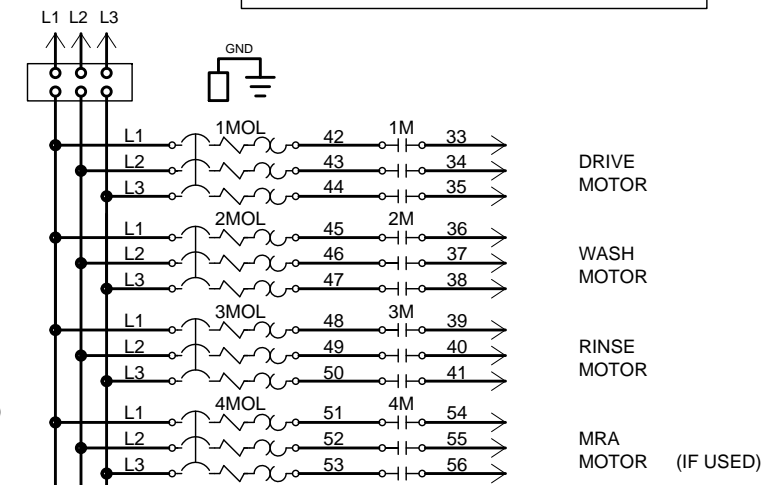 L1 L2 L3
GND
1MOL 1M
L1 42 33
L2 43 34
L3 44 35
DRIVE
MOTOR
2MOL 2M
L1 45 36
L2 46 37
L3 47 38
WASH
MOTOR
3MOL 3M
L1 48 39
L2 49 40
L3 50 41
RINSE
MOTOR
4MOL 4M
L1 51 54
L2 52 55
L3 53 56
MRA
MOTOR (IF USED)